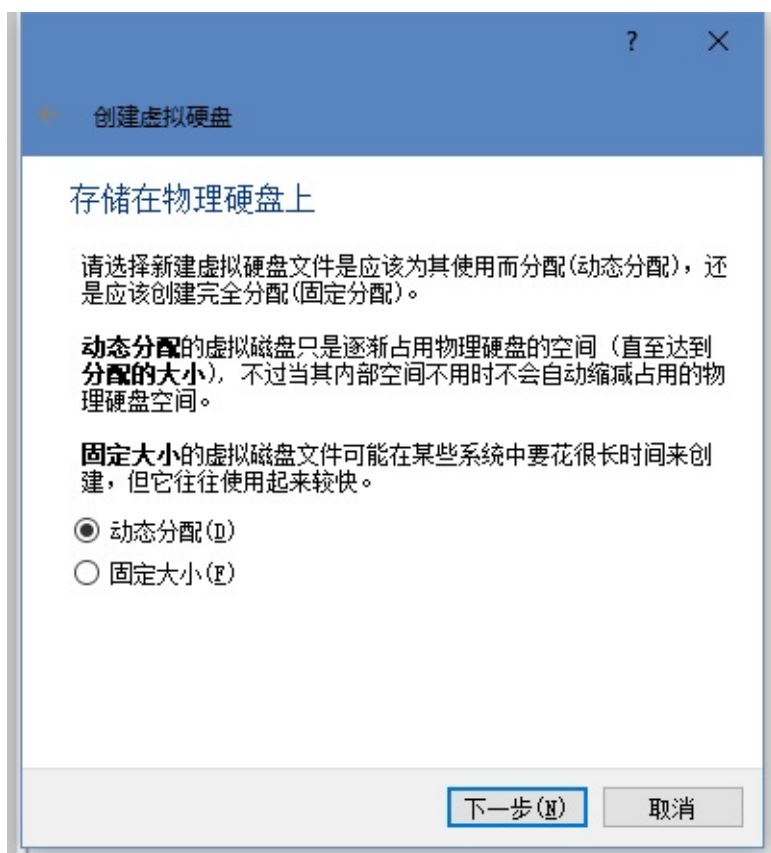 ?
创建虚拟硬盘
存储在物理硬盘上
请选择新建虚拟硬盘文件是应该为其使用而分配(动态分配)，还
是应该创建完全分配(固定分配)。
动态分配的虚拟磁盘只是逐渐占用物理硬盘的空间（直至达到
分配的大小），不过当其内部空间不用时不会自动缩减占用的物
理硬盘空间。
固定大小的虚拟磁盘文件可能在某些系统中要花很长时间来创
建，但它往往使用起来较快。
动态分配(D)
固定大小(F)
下一步(N)
取消